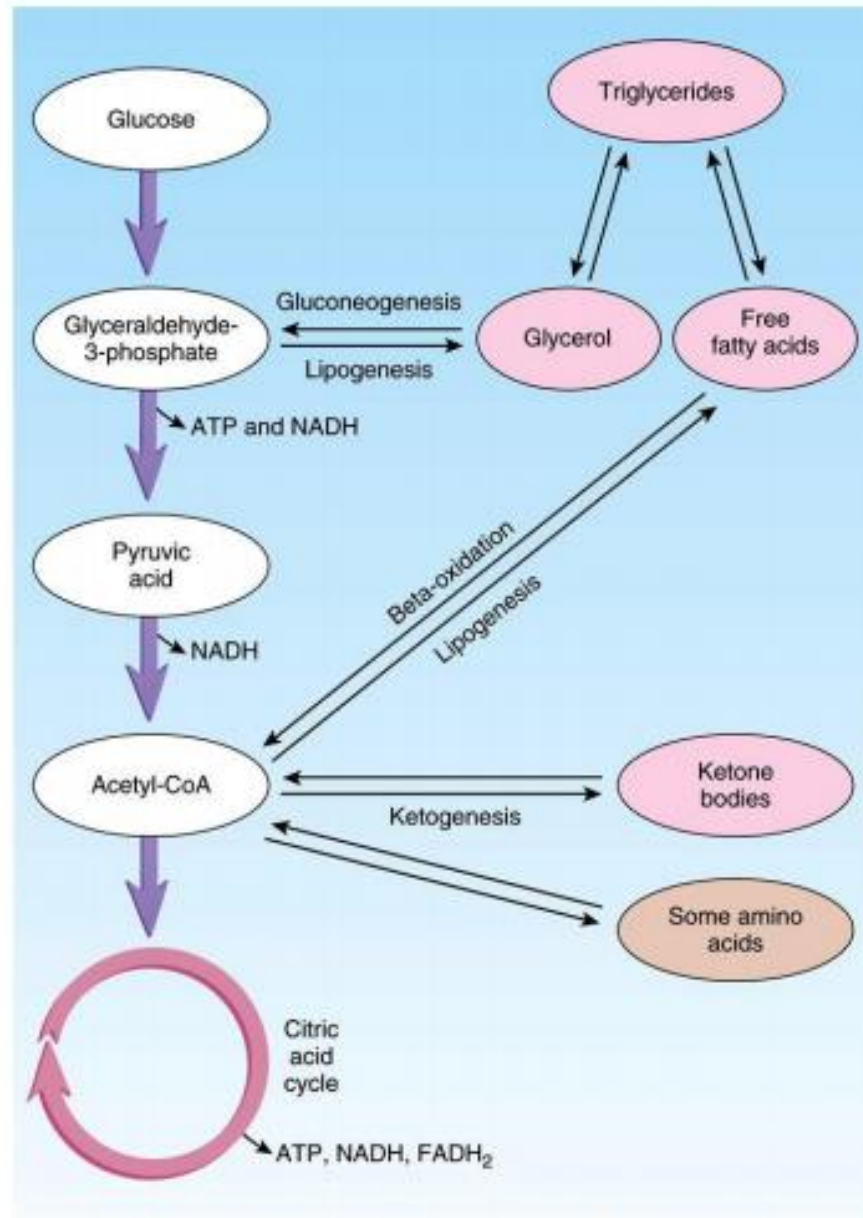 Glucose
Triglycerides
Glyceraldehyde-
3-phosphate
Gluconeogenesis
Lipogenesis
Glycerol
Free
fatty acids
ATP and NADH
Pyruvic
acid
NADH
Beta-oxidation
Lipogenesis
Acetyl-CoA
Ketogenesis
Ketone
bodies
Some amino
acids
Citric
acid
cycle
ATP, NADH, FADH₂